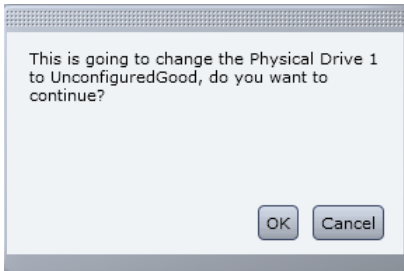 This is going to change the Physical Drive 1
to UnconfiguredGood, do you want to
continue?
OK Cancel